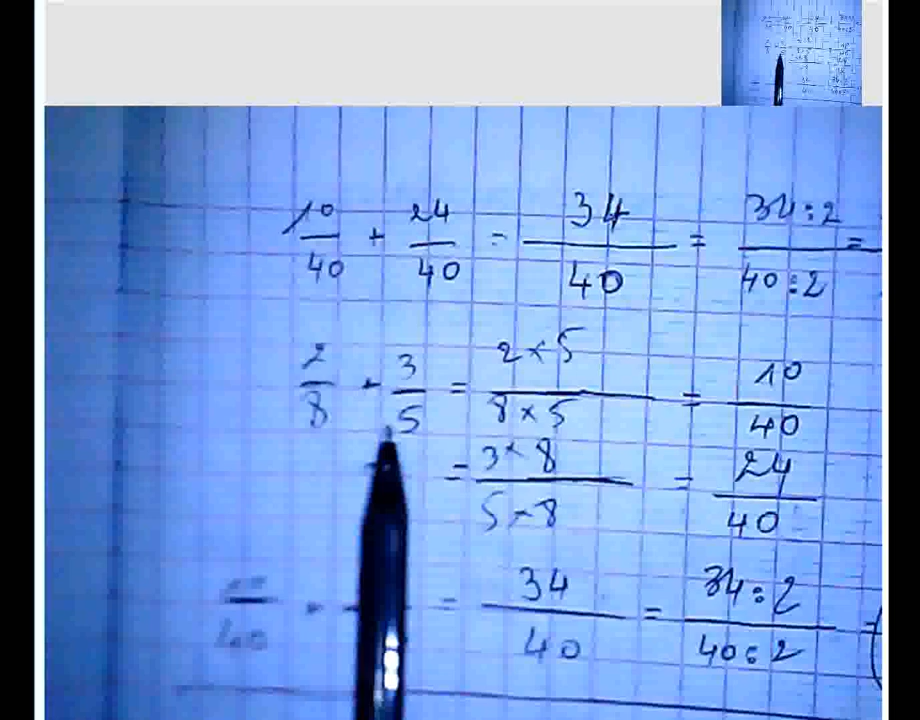 10/40 + 24/40 = 34/40 = 34:2/40:2 =
2/8 + 3/5 = 2×5/8×5 = 10/40
= 3×8/5×8 = 24/40
/40 = 34/40 = 34:2/40:2 =